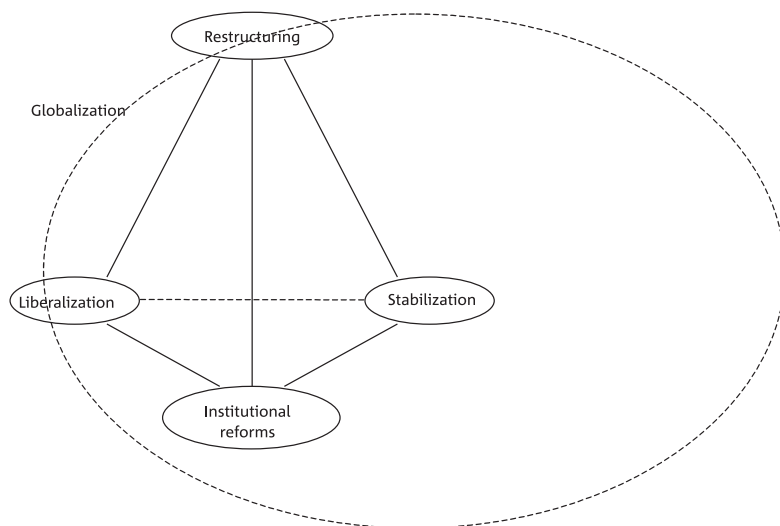 Restructuring
Globalization
Liberalization
Stabilization
Institutional
reforms